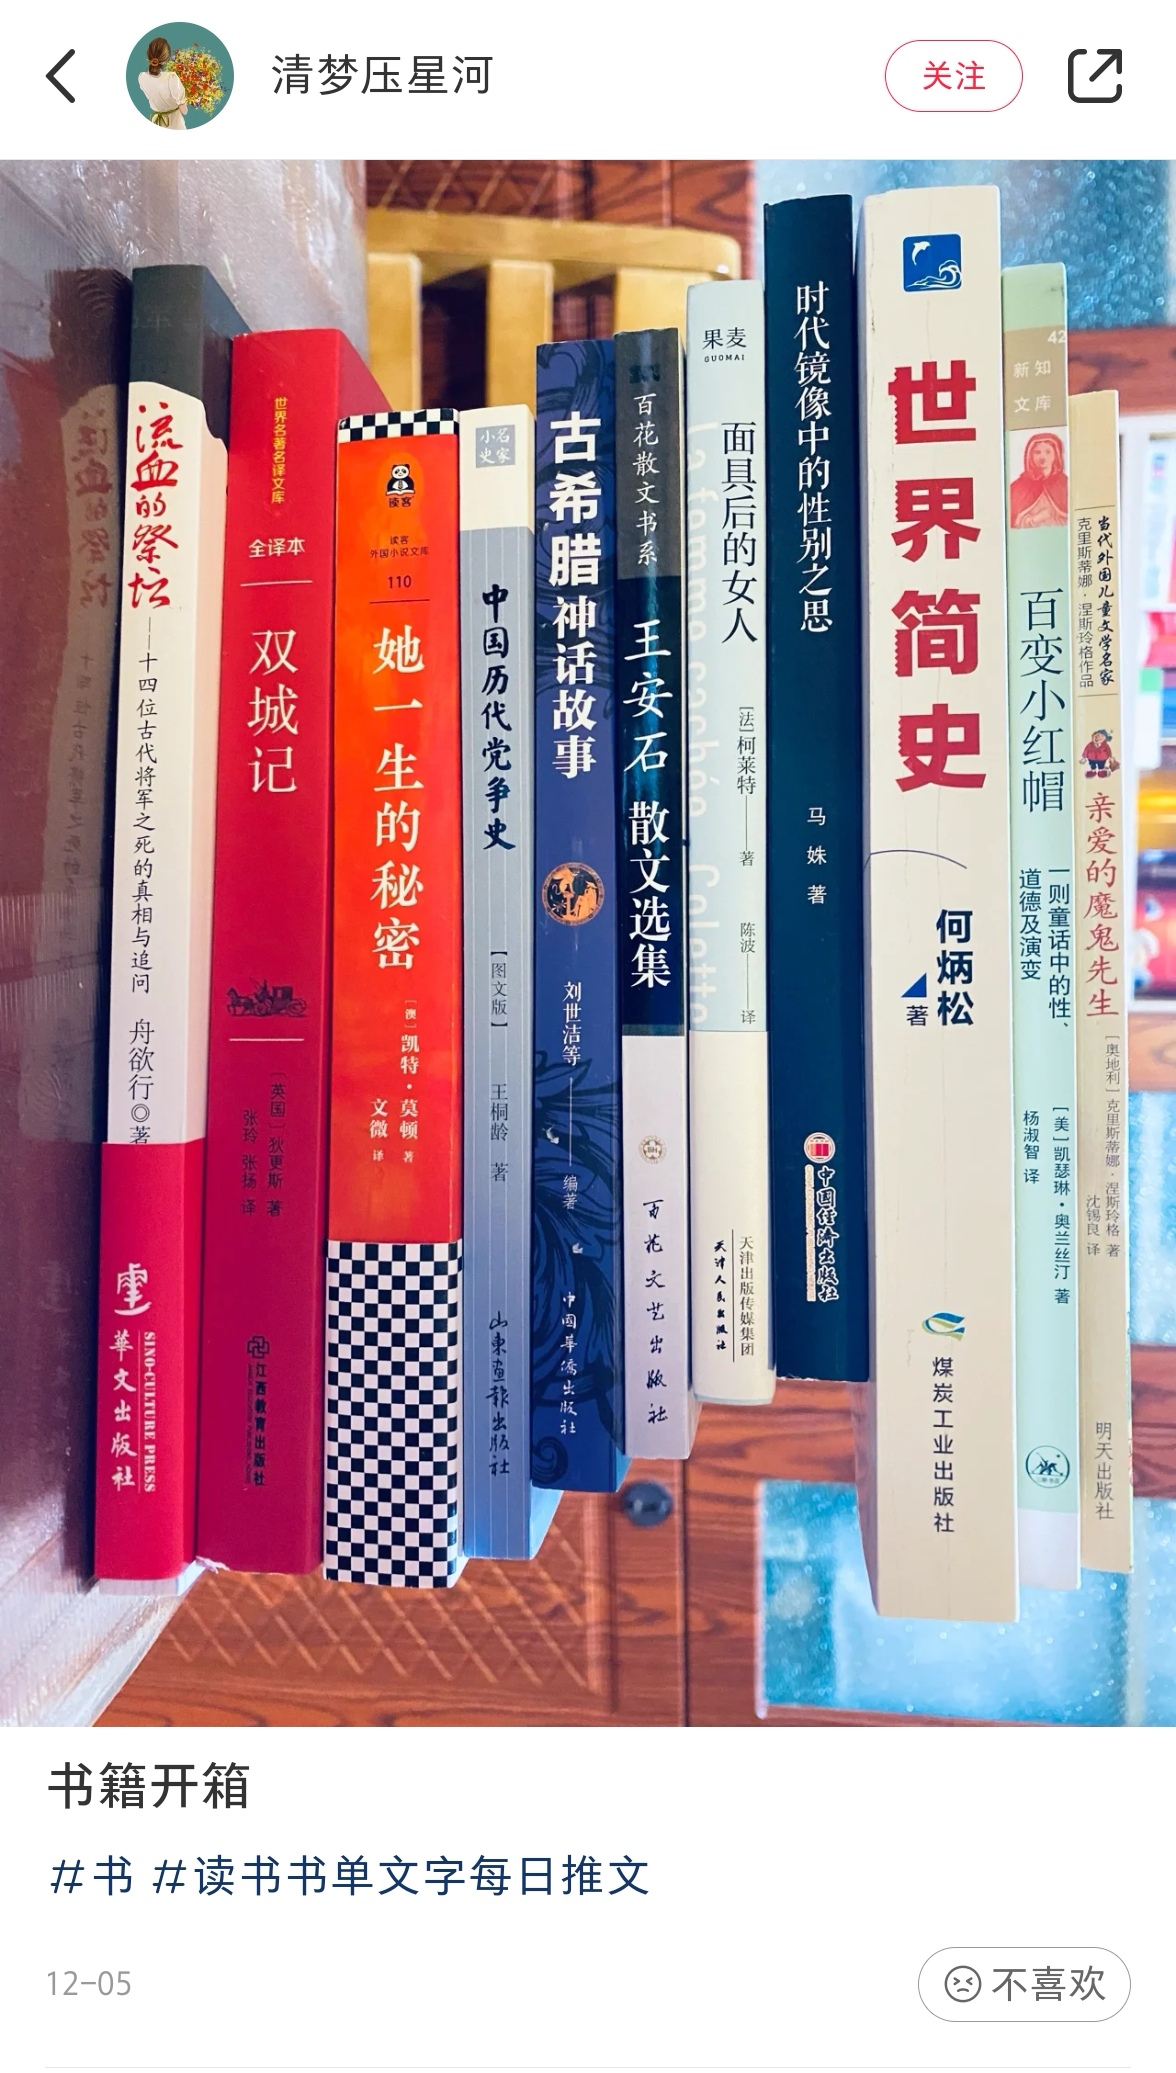 清梦压星河
关注
流血的祭坛
——十四位古代将军之死的真相与追问
舟欲行◎著
華文出版社
SINO-CULTURE PRESS
世界名著名译文库
全译本
双城记
[英国]狄更斯 著
张玲 张扬 译
江西教育出版社
读客
读客
外国小说文库
110
她一生的秘密
[澳]凯特·莫顿 著
文微 译
名家小史
中国历代党争史
【图文版】
王桐龄 著
山東畫報出版社
古希腊神话故事
刘世洁等——编著
中國華僑出版社
百花散文书系
王安石 散文选集
百花文艺出版社
果麦
GUOMAI
面具后的女人
La femme cachée Colette
[法]柯莱特——著
陈波——译
天津出版传媒集团
天津人民出版社
时代镜像中的性别之思
马姝 著
中国经济出版社
世界简史
何炳松
著
煤炭工业出版社
42
新知
文库
百变小红帽
一则童话中的性、
道德及演变
[美]凯瑟琳·奥兰丝汀 著
杨淑智 译
当代外国儿童文学名家
克里斯蒂娜·涅斯玲格作品
亲爱的魔鬼先生
[奥地利]克里斯蒂娜·涅斯玲格 著
沈锡良 译
明天出版社
书籍开箱
#书 #读书书单文字每日推文
12-05
不喜欢